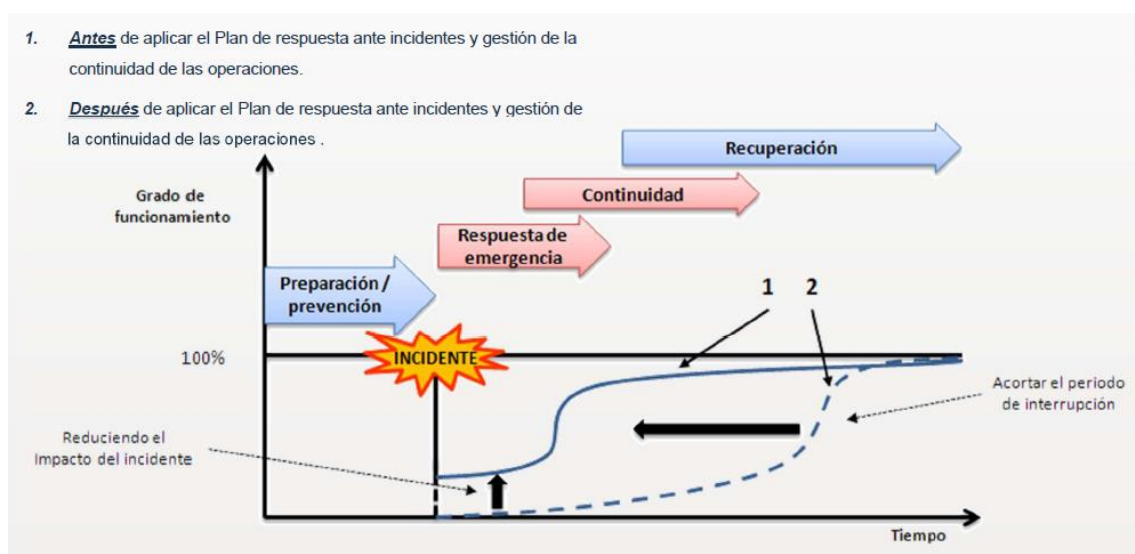 1. Antes de aplicar el Plan de respuesta ante incidentes y gestión de la
continuidad de las operaciones.
2. Después de aplicar el Plan de respuesta ante incidentes y gestión de
la continuidad de las operaciones .
Recuperación
Continuidad
Grado de
funcionamiento
Respuesta de
emergencia
Preparación /
prevención
1 2
100%
INCIDENTE
Acortar el periodo
de interrupción
Reduciendo el
Impacto del incidente
Tiempo